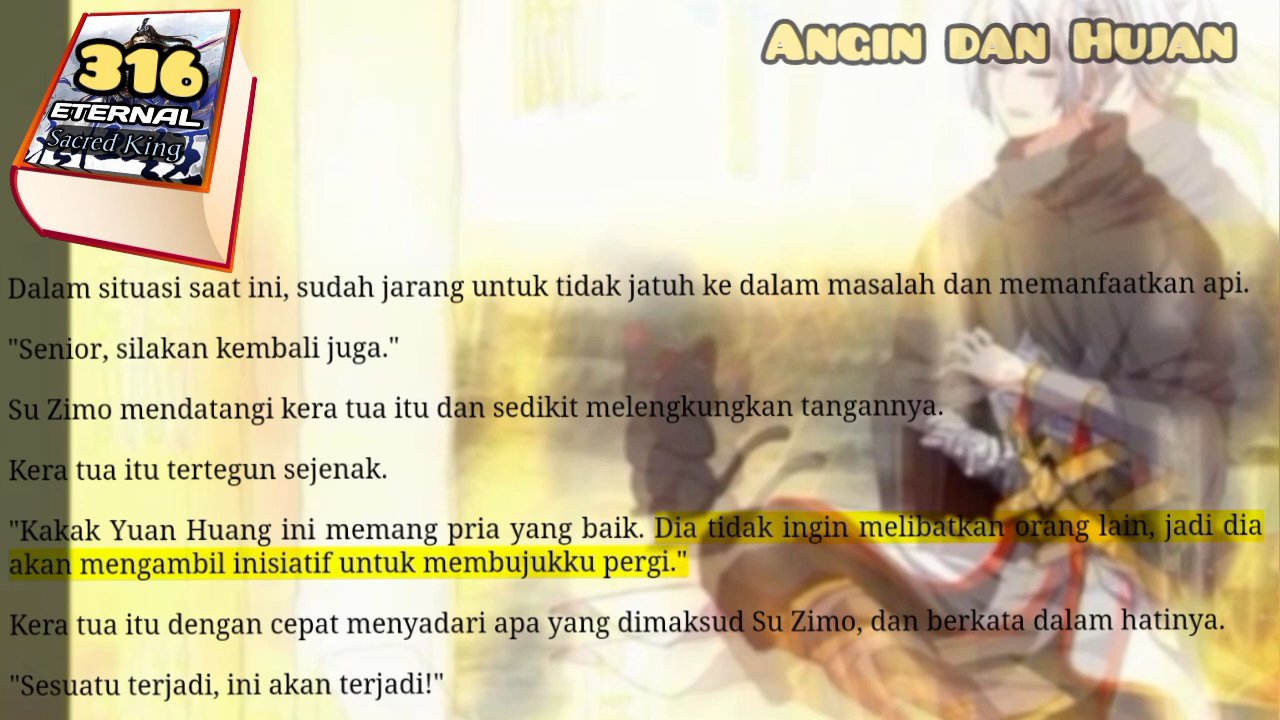 316
ETERNAL
Sacred King
ANGIN DAN HUJAN
Dalam situasi saat ini, sudah jarang untuk tidak jatuh ke dalam masalah dan memanfaatkan api.
"Senior, silakan kembali juga."
Su Zimo mendatangi kera tua itu dan sedikit melengkungkan tangannya.
Kera tua itu tertegun sejenak.
"Kakak Yuan Huang ini memang pria yang baik. Dia tidak ingin melibatkan orang lain, jadi dia
akan mengambil inisiatif untuk membujukku pergi."
Kera tua itu dengan cepat menyadari apa yang dimaksud Su Zimo, dan berkata dalam hatinya.
"Sesuatu terjadi, ini akan terjadi!"